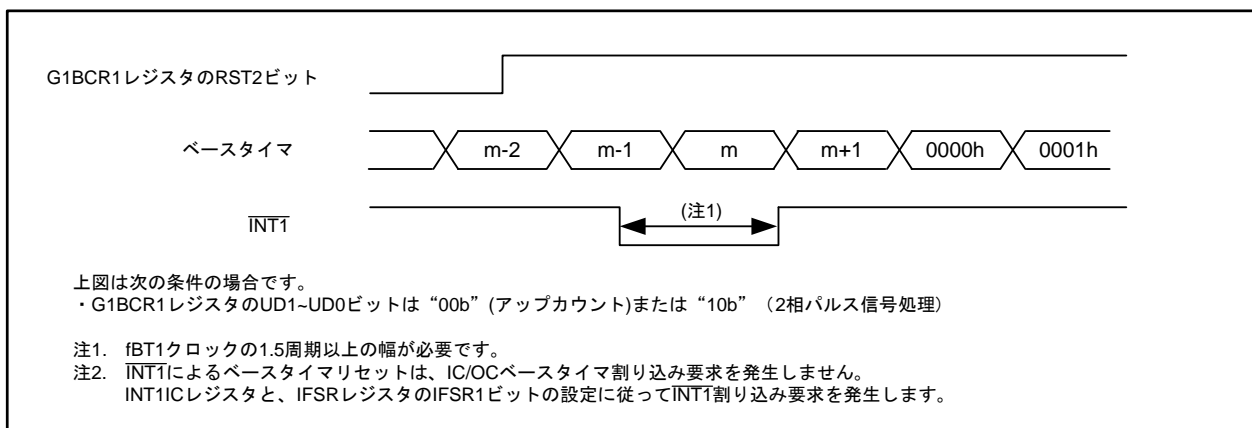 G1BCR1レジスタのRST2ビット
ベースタイマ m-2 m-1 m m+1 0000h 0001h
INT1 (注1)
上図は次の条件の場合です。
・G1BCR1レジスタのUD1~UD0ビットは“00b”(アップカウント)または“10b”（2相パルス信号処理）
注1. fBT1クロックの1.5周期以上の幅が必要です。
注2. INT1によるベースタイマリセットは、IC/OCベースタイマ割り込み要求を発生しません。
INT1ICレジスタと、IFSRレジスタのIFSR1ビットの設定に従ってINT1割り込み要求を発生します。